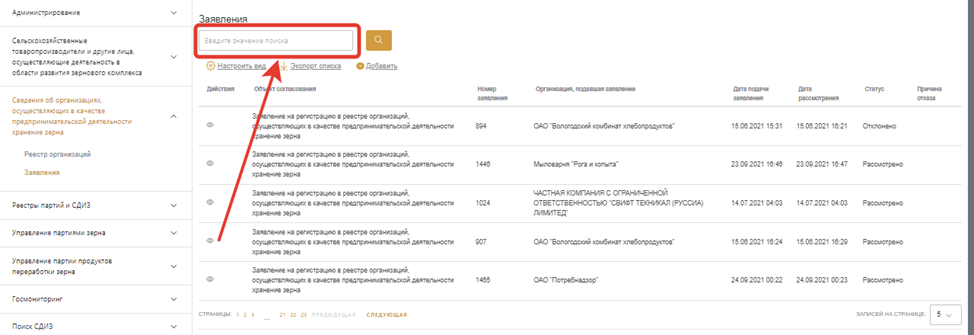 Администрирование
Сельскохозяйственные
товаропроизводители и другие лица,
осуществляющие деятельность в
области развития зернового комплекса
Сведения об организациях,
осуществляющих в качестве
предпринимательской деятельности
хранение зерна
Реестр организаций
Заявления
Реестры партий и СДИЗ
Управление партиями зерна
Управление партии продуктов
переработки зерна
Госмониторинг
Поиск СДИЗ
Заявления
Введите значение поиска
Настроить вид Экспорт списка Добавить
Действия Объект согласования Номер заявления Организация, подавшая заявление Дата подачи заявления Дата рассмотрения Статус Причина отказа
Заявление на регистрацию в реестре организаций,
осуществляющих в качестве предпринимательской деятельности 894 ОАО "Вологодский комбинат хлебопродуктов" 15.06.2021 15:31 15.06.2021 16:21 Отклонено
хранение зерна
Заявление на регистрацию в реестре организаций,
осуществляющих в качестве предпринимательской деятельности 1446 Мыловарня "Рога и копыта" 23.09.2021 16:46 23.09.2021 16:47 Рассмотрено
хранение зерна
Заявление на регистрацию в реестре организаций, ЧАСТНАЯ КОМПАНИЯ С ОГРАНИЧЕННОЙ
осуществляющих в качестве предпринимательской деятельности 1024 ОТВЕТСТВЕННОСТЬЮ "СВИФТ ТЕКНИКАЛ (РУССИА) 14.07.2021 04:03 14.07.2021 04:03 Рассмотрено
хранение зерна ЛИМИТЕД"
Заявление на регистрацию в реестре организаций,
осуществляющих в качестве предпринимательской деятельности 907 ОАО "Вологодский комбинат хлебопродуктов" 15.06.2021 16:24 15.06.2021 16:29 Рассмотрено
хранение зерна
Заявление на регистрацию в реестре организаций,
осуществляющих в качестве предпринимательской деятельности 1465 ОАО "Потребнадзор" 24.09.2021 00:22 24.09.2021 00:23 Рассмотрено
хранение зерна
СТРАНИЦЫ: 1 2 3 ... 21 22 23 ПРЕДЫДУЩАЯ СЛЕДУЮЩАЯ ЗАПИСЕЙ НА СТРАНИЦЕ: 5